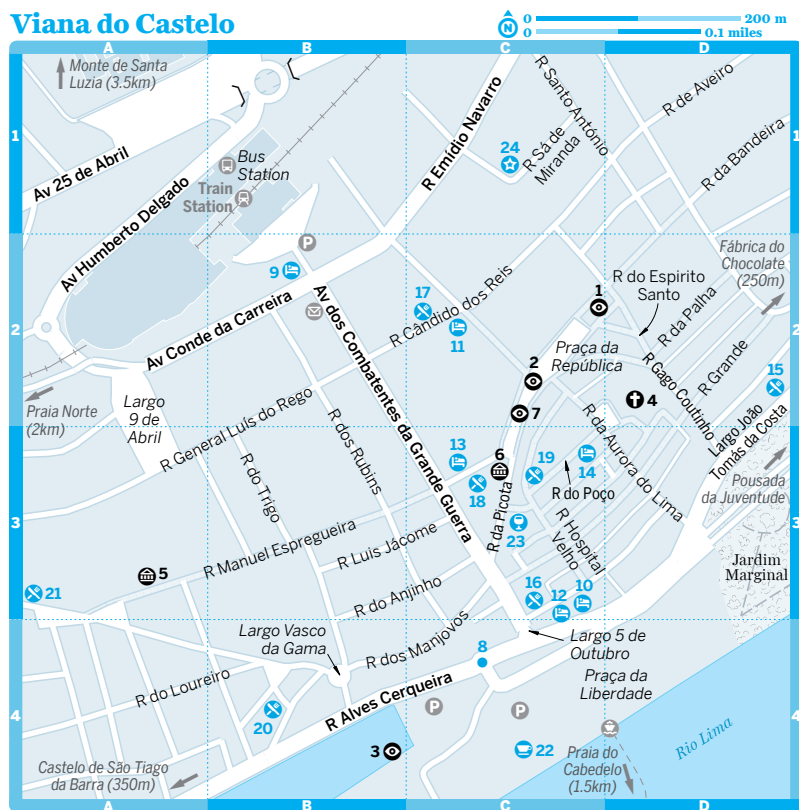 Viana do Castelo
N
0 200 m
0 0.1 miles
A
B
C
D
1
1
2
2
3
3
4
4
A
B
C
D
Monte de Santa
Luzia (3.5km)
Av 25 de Abril
Bus
Station
Train
Station
Av Humberto Delgado
R Emídio Navarro
24
R Sá de
Miranda
R Santo António
R de Aveiro
R da Bandeira
P
9
Av Conde da Carreira
Av dos Combatentes da Grande Guerra
17
R Cândido dos Reis
11
1
R do Espirito
Santo
Fábrica do
Chocolate
(250m)
R da Palha
Praça da
República
2
7
4
R Gago Coutinho
R Grande
15
Largo João
Tomás da Costa
Praia Norte
(2km)
Largo
9 de
Abril
R General Luís do Rego
R do Trigo
R dos Rubins
13
18
6
19
14
R do Poço
R da Aurora do Lima
Pousada
da Juventude
R da Picota
23
R Hospital
Velho
R Manuel Espregueira
R Luís Jácome
5
21
R do Anjinho
16
12
10
Jardim
Marginal
Largo Vasco
da Gama
R dos Manjovos
8
Largo 5 de
Outubro
Praça da
Liberdade
R do Loureiro
20
R Alves Cerqueira
P
P
3
22
Castelo de São Tiago
da Barra (350m)
Praia do
Cabedelo
(1.5km)
Rio Lima